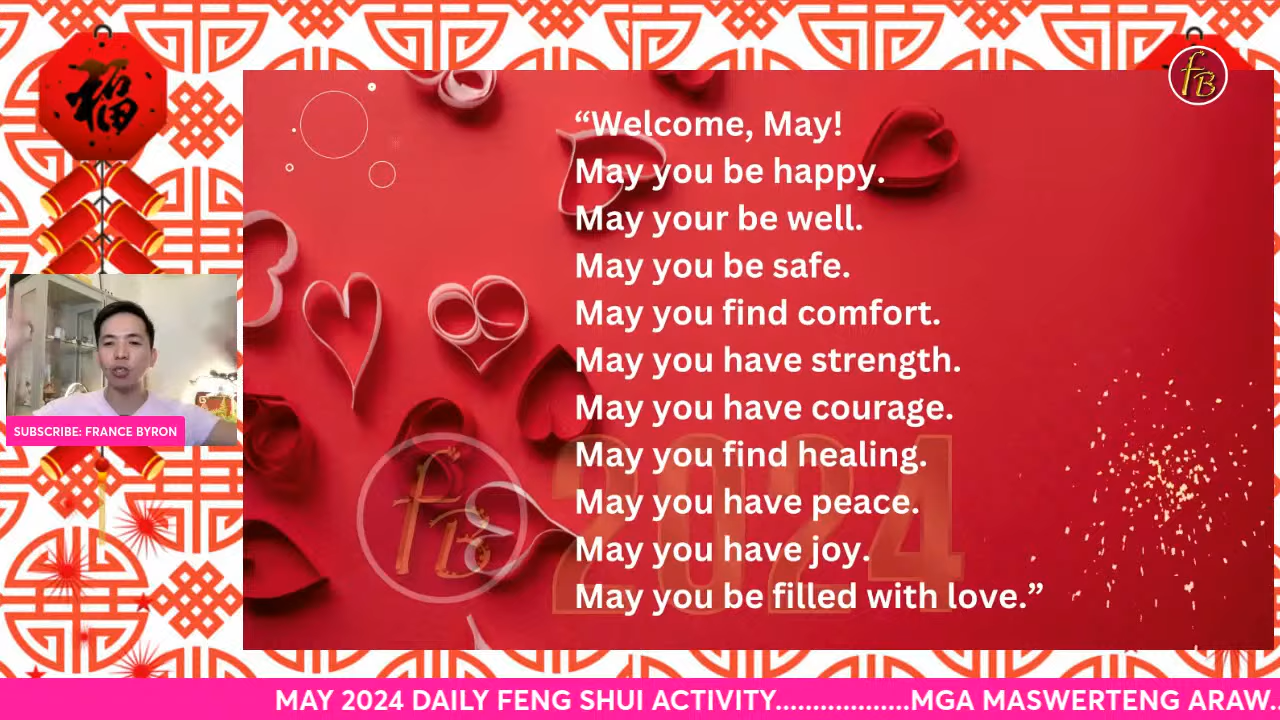 福
fB
“Welcome, May!
May you be happy.
May your be well.
May you be safe.
May you find comfort.
May you have strength.
May you have courage.
May you find healing.
May you have peace.
May you have joy.
May you be filled with love.”
fB
2024
SUBSCRIBE: FRANCE BYRON
MAY 2024 DAILY FENG SHUI ACTIVITY..................MGA MASWERTENG ARAW..